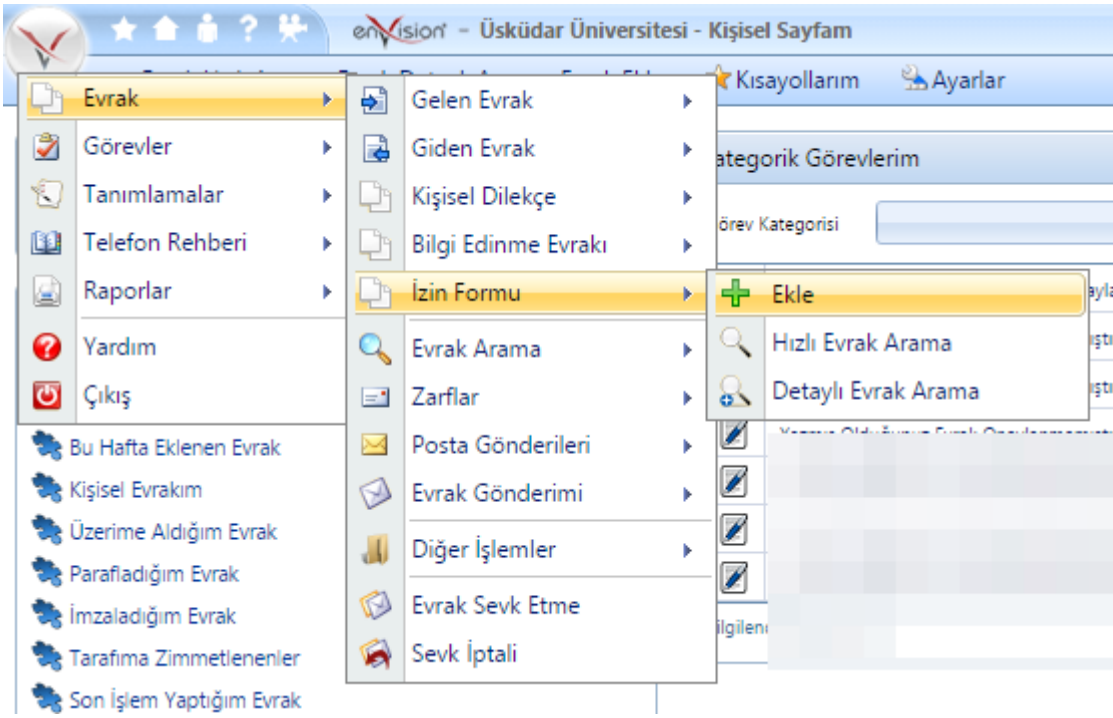 enVision - Üsküdar Üniversitesi - Kişisel Sayfam
Kısayollarım
Ayarlar
Evrak
Görevler
Tanımlamalar
Telefon Rehberi
Raporlar
Yardım
Çıkış
Gelen Evrak
Giden Evrak
Kişisel Dilekçe
Bilgi Edinme Evrakı
İzin Formu
Evrak Arama
Zarflar
Posta Gönderileri
Evrak Gönderimi
Diğer İşlemler
Evrak Sevk Etme
Sevk İptali
Ekle
Hızlı Evrak Arama
Detaylı Evrak Arama
ategorik Görevlerim
örev Kategorisi
Bu Hafta Eklenen Evrak
Kişisel Evrakım
Üzerime Aldığım Evrak
Parafladığım Evrak
İmzaladığım Evrak
Tarafıma Zimmetlenenler
Son İşlem Yaptığım Evrak